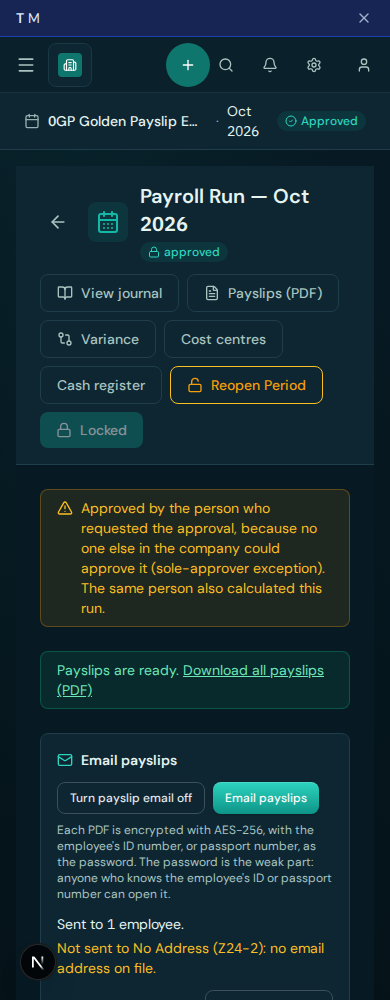 T M
0GP Golden Payslip E... · Oct 2026 Approved
Payroll Run — Oct
2026
approved
View journal
Payslips (PDF)
Variance
Cost centres
Cash register
Reopen Period
Locked
Approved by the person who
requested the approval, because no
one else in the company could
approve it (sole-approver exception).
The same person also calculated this
run.
Payslips are ready. Download all payslips
(PDF)
Email payslips
Turn payslip email off
Email payslips
Each PDF is encrypted with AES-256, with the
employee's ID number, or passport number, as
the password. The password is the weak part:
anyone who knows the employee's ID or passport
number can open it.
Sent to 1 employee.
Not sent to No Address (Z24-2): no email
address on file.
N